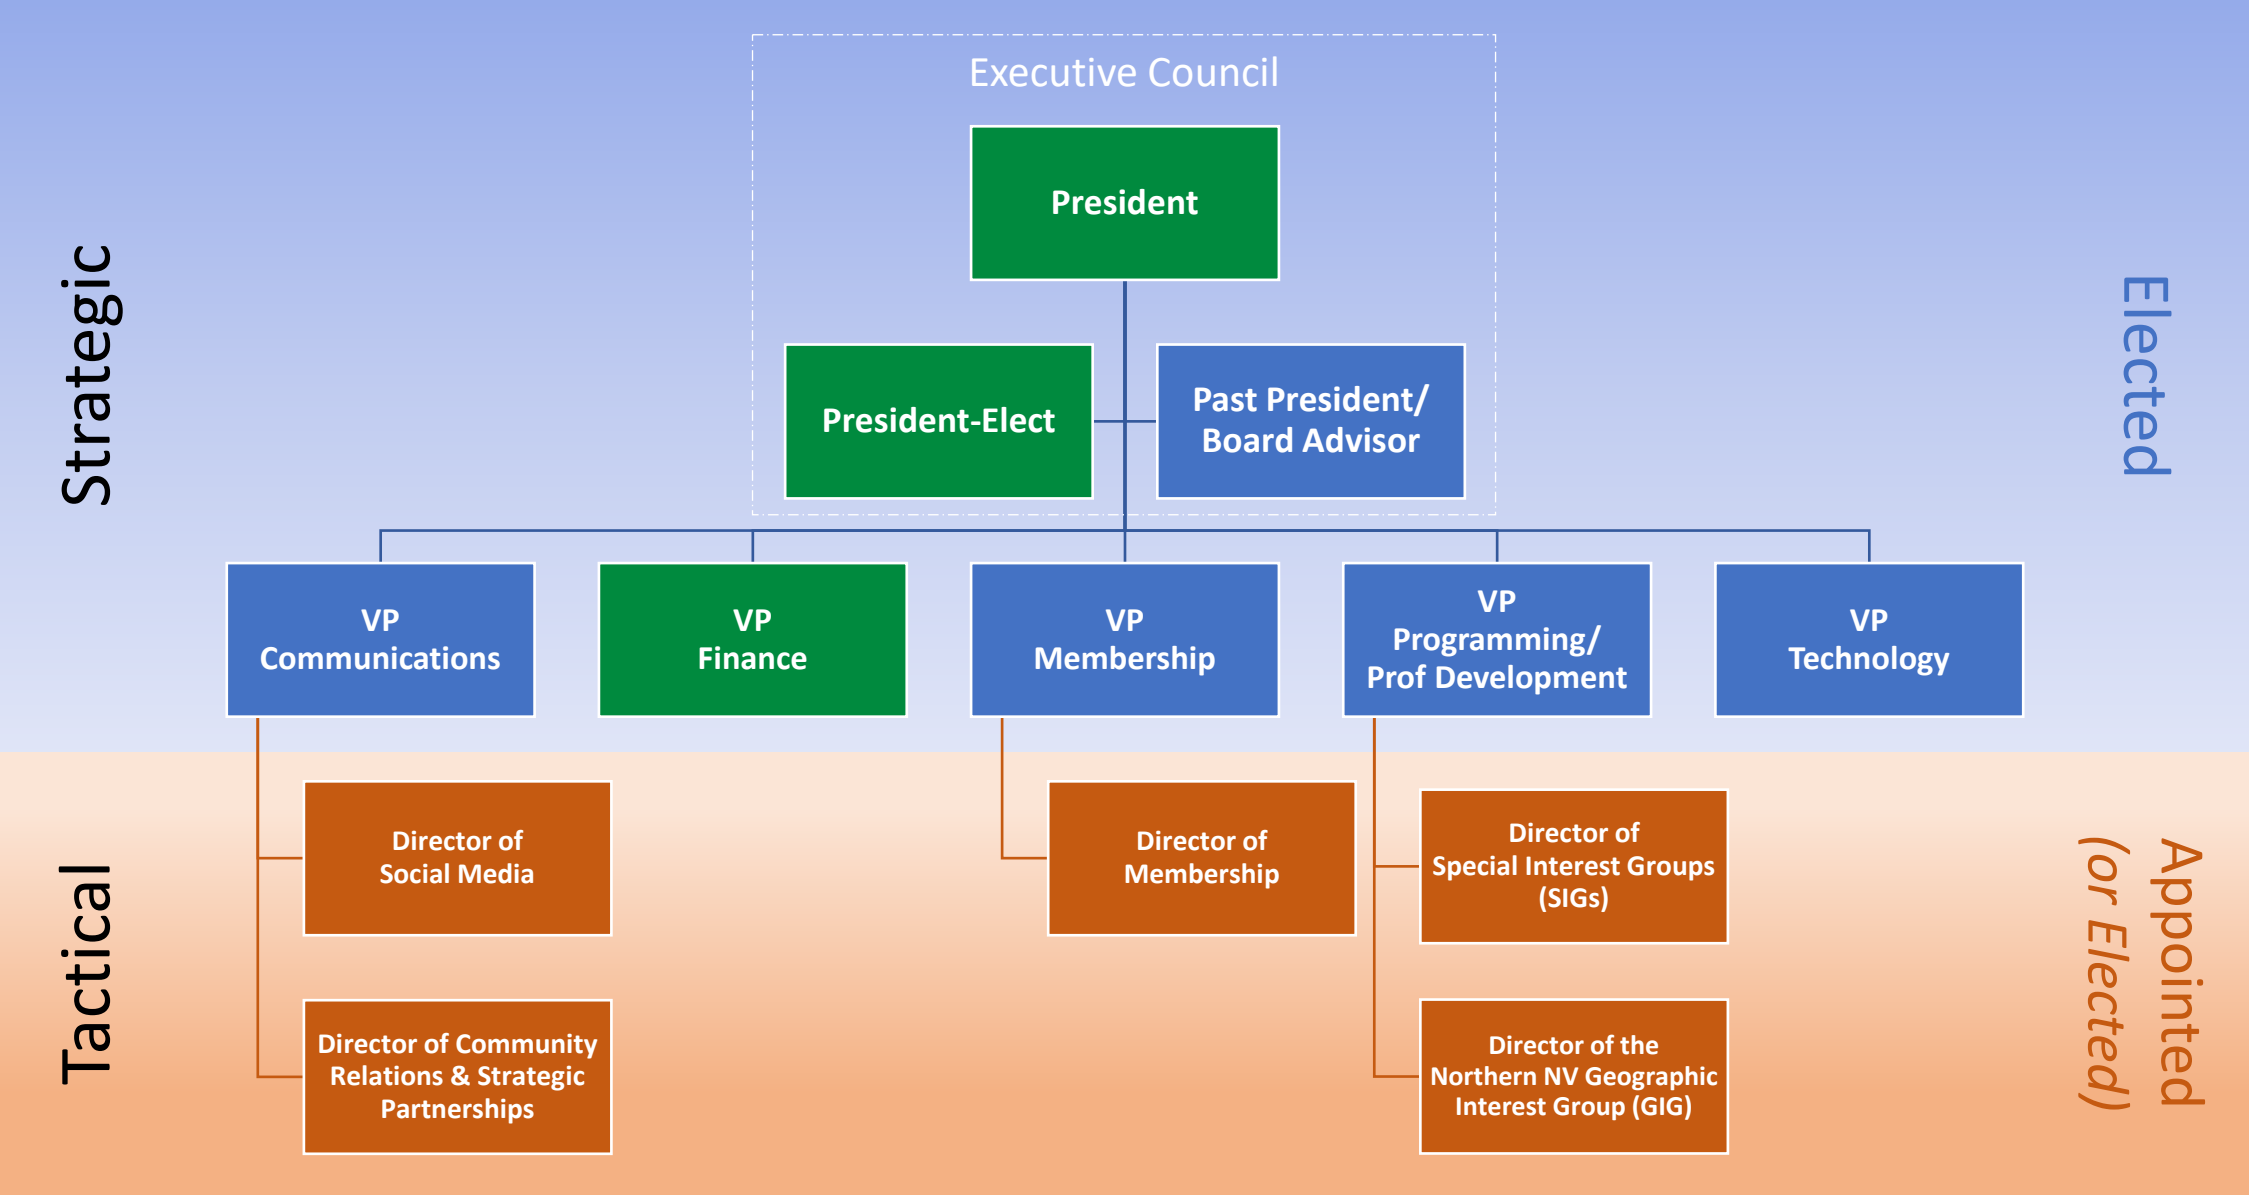 Executive Council
President
President-Elect
Past President/
Board Advisor
Strategic
Elected
VP
Communications
VP
Finance
VP
Membership
VP
Programming/
Prof Development
VP
Technology
Director of
Social Media
Director of
Membership
Director of
Special Interest Groups
(SIGs)
Tactical
Appointed
(or Elected)
Director of Community
Relations & Strategic
Partnerships
Director of the
Northern NV Geographic
Interest Group (GIG)